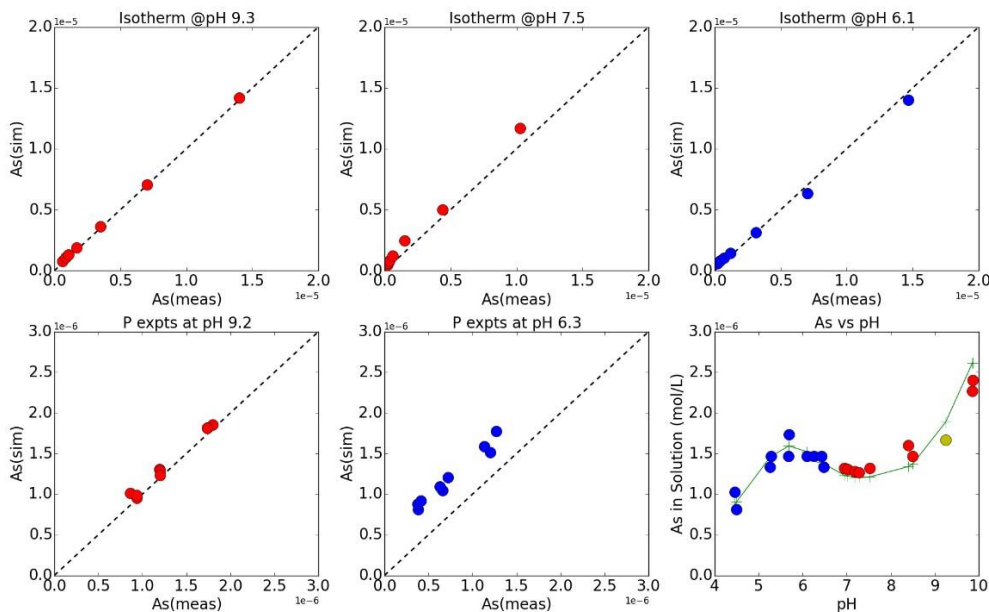 Isotherm @pH 9.3
1e-5
2.0
1.5
1.0
0.5
0.0
As(sim)
0.0 0.5 1.0 1.5 2.0
As(meas)
1e-5
Isotherm @pH 7.5
1e-5
2.0
1.5
1.0
0.5
0.0
As(sim)
0.0 0.5 1.0 1.5 2.0
As(meas)
1e-5
Isotherm @pH 6.1
1e-5
2.0
1.5
1.0
0.5
0.0
As(sim)
0.0 0.5 1.0 1.5 2.0
As(meas)
1e-5
P expts at pH 9.2
1e-6
3.0
2.5
2.0
1.5
1.0
0.5
0.0
As(sim)
0.0 0.5 1.0 1.5 2.0 2.5 3.0
As(meas)
1e-6
P expts at pH 6.3
1e-6
3.0
2.5
2.0
1.5
1.0
0.5
0.0
As(sim)
0.0 0.5 1.0 1.5 2.0 2.5 3.0
As(meas)
1e-6
As vs pH
1e-6
3.0
2.5
2.0
1.5
1.0
0.5
0.0
As in Solution (mol/L)
4 5 6 7 8 9 10
pH